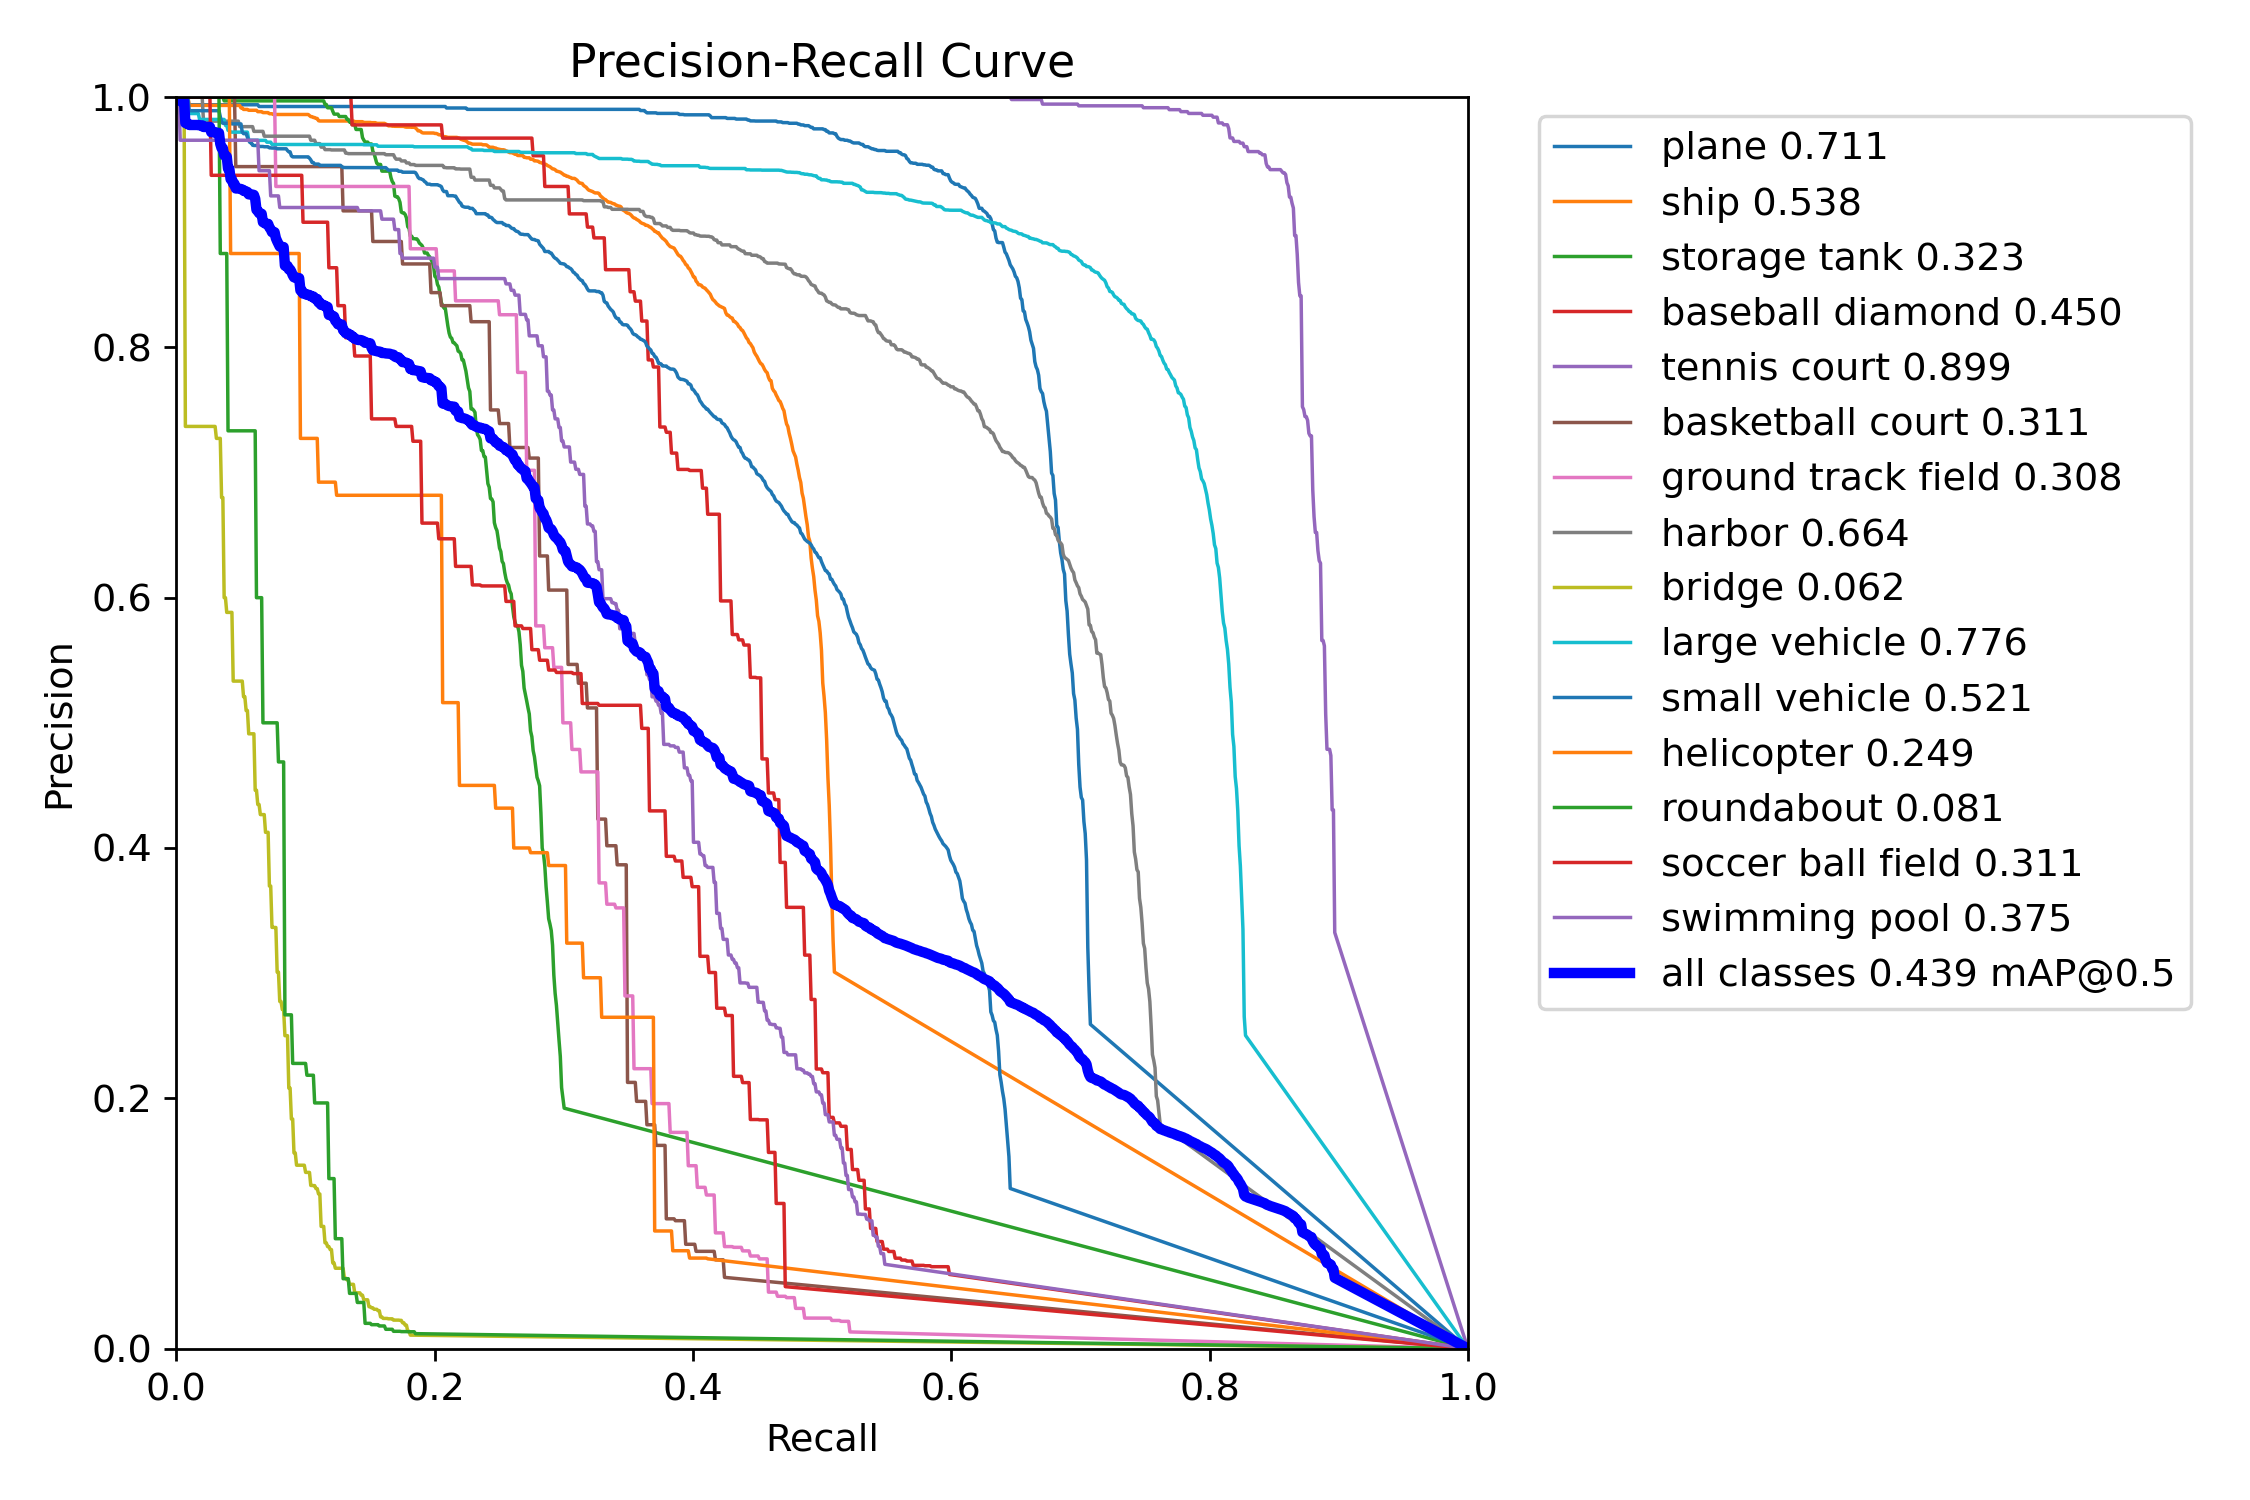 Precision-Recall Curve
1.0
0.8
0.6
0.4
0.2
0.0
Precision
0.0 0.2 0.4 0.6 0.8 1.0
Recall
plane 0.711
ship 0.538
storage tank 0.323
baseball diamond 0.450
tennis court 0.899
basketball court 0.311
ground track field 0.308
harbor 0.664
bridge 0.062
large vehicle 0.776
small vehicle 0.521
helicopter 0.249
roundabout 0.081
soccer ball field 0.311
swimming pool 0.375
all classes 0.439 mAP@0.5